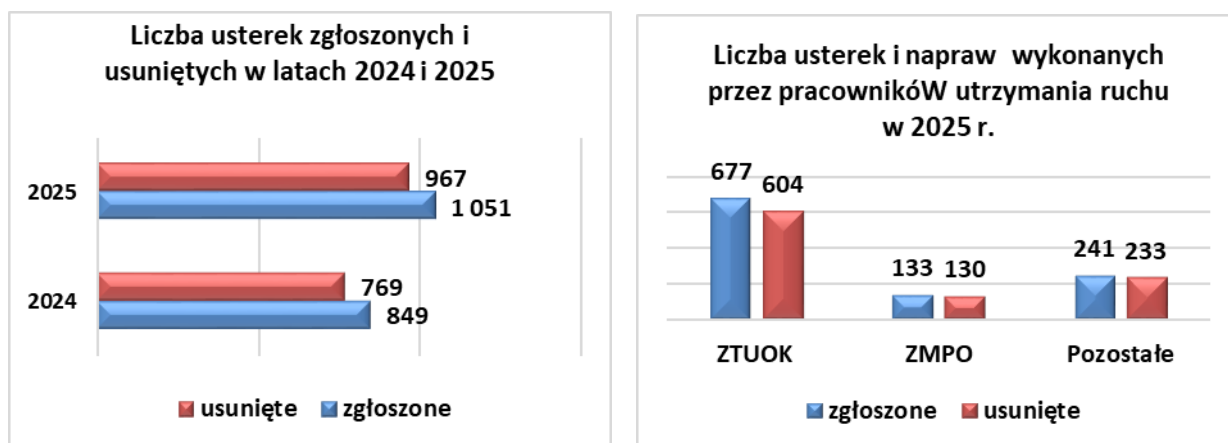 Liczba usterek zgłoszonych i
usuniętych w latach 2024 i 2025
2025
967
1 051
2024
769
849
usunięte zgłoszone
Liczba usterek i napraw wykonanych
przez pracownikóW utrzymania ruchu
w 2025 r.
677 604
133 130
241 233
ZTUOK ZMPO Pozostałe
zgłoszone usunięte